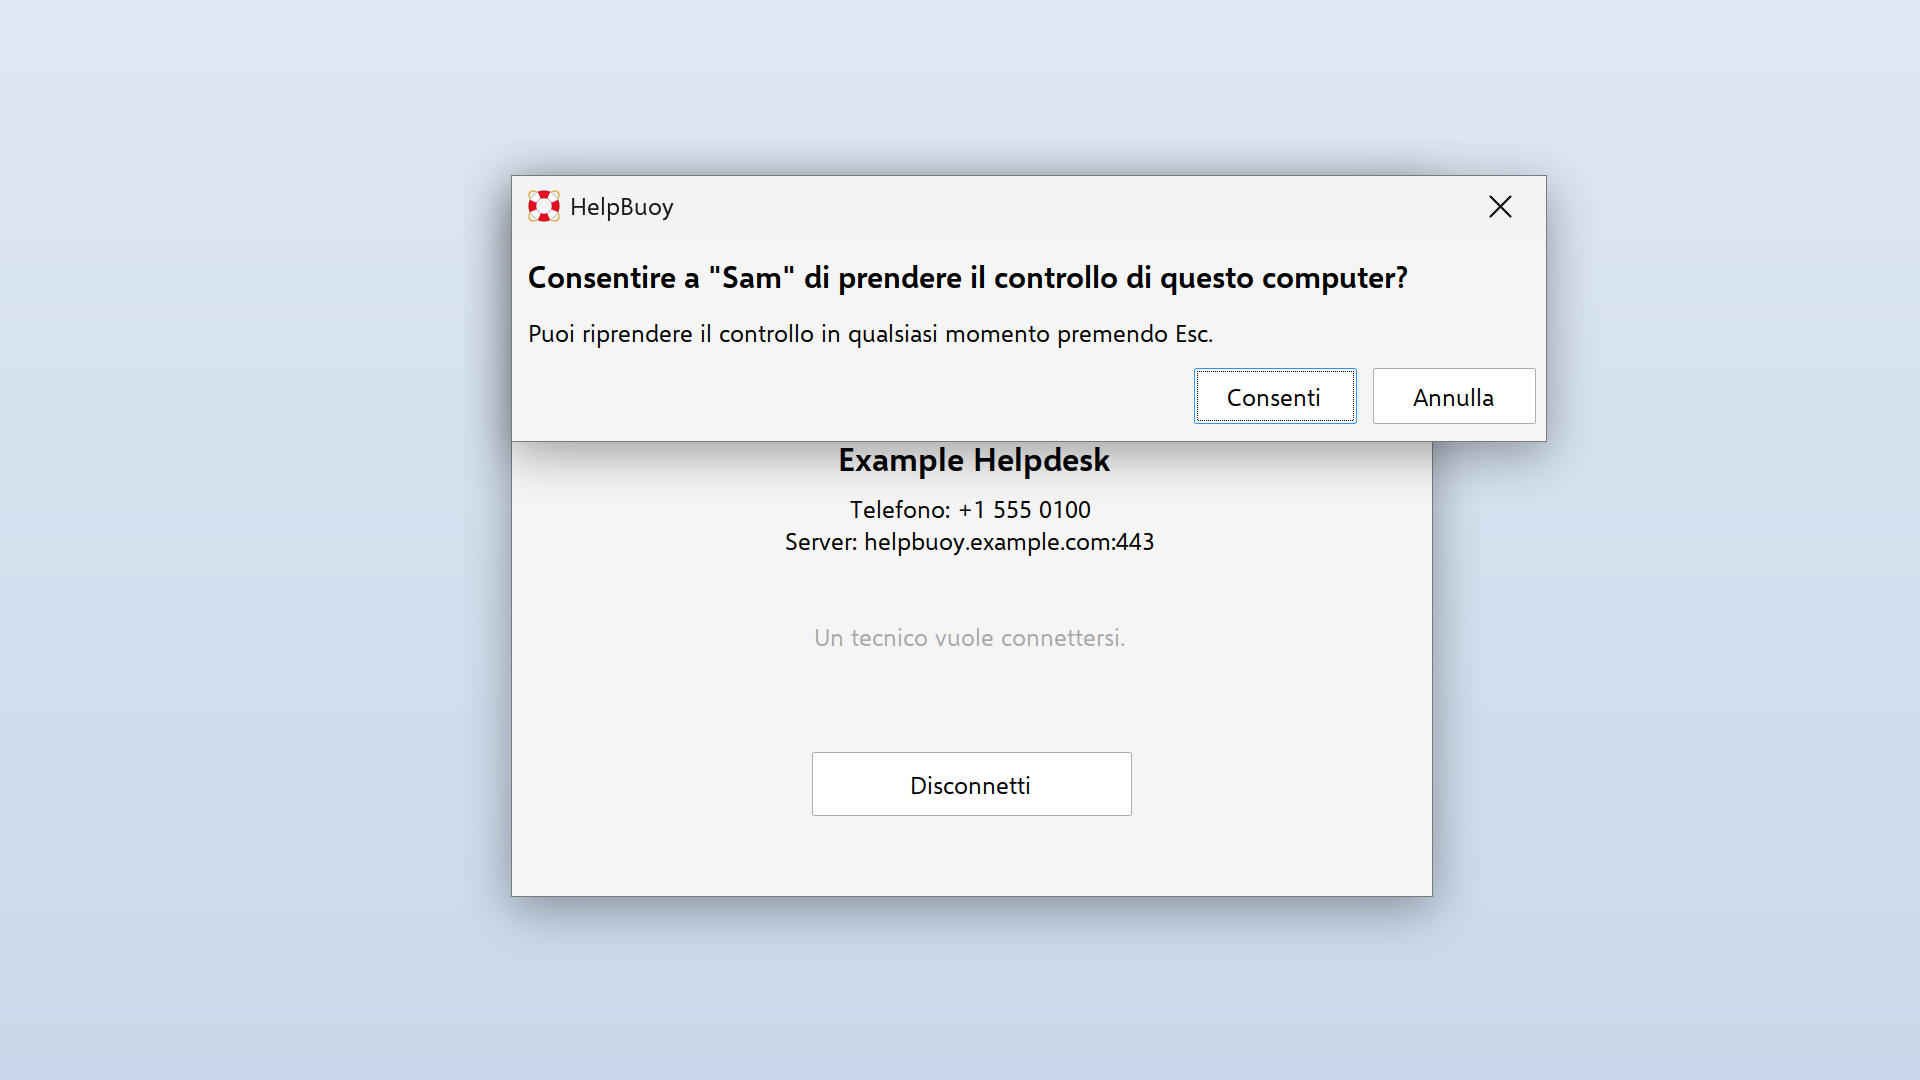 HelpBuoy
Consentire a "Sam" di prendere il controllo di questo computer?
Puoi riprendere il controllo in qualsiasi momento premendo Esc.
Consenti
Annulla
Example Helpdesk
Telefono: +1 555 0100
Server: helpbuoy.example.com:443
Un tecnico vuole connettersi.
Disconnetti